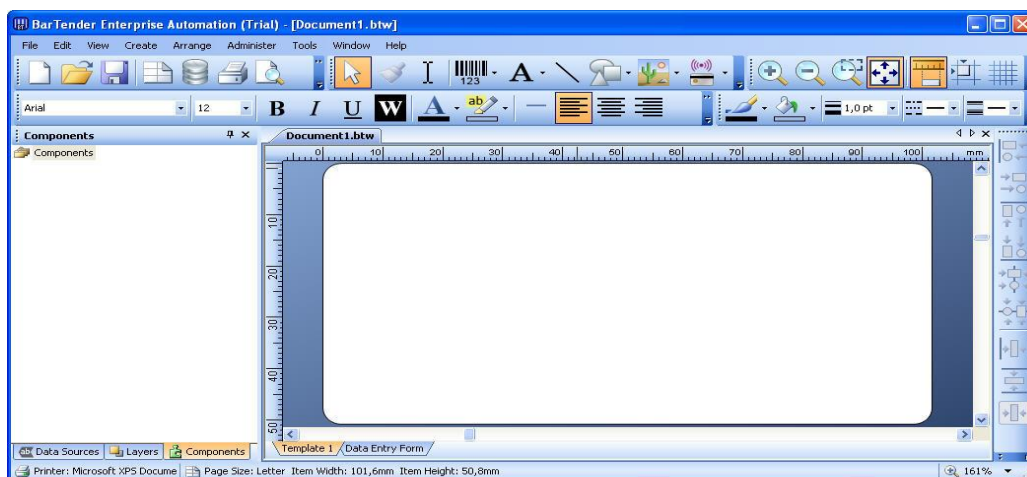 BarTender Enterprise Automation (Trial) - [Document1.btw]
File Edit View Create Arrange Administer Tools Window Help
123 A
Arial 12 B I U W A ab 1,0 pt
Components
Document1.btw
Components
0 10 20 30 40 50 60 70 80 90 100 mm
10
20
30
40
50
Template 1 Data Entry Form
Data Sources Layers Components
Printer: Microsoft XPS Docume Page Size: Letter Item Width: 101,6mm Item Height: 50,8mm 161%